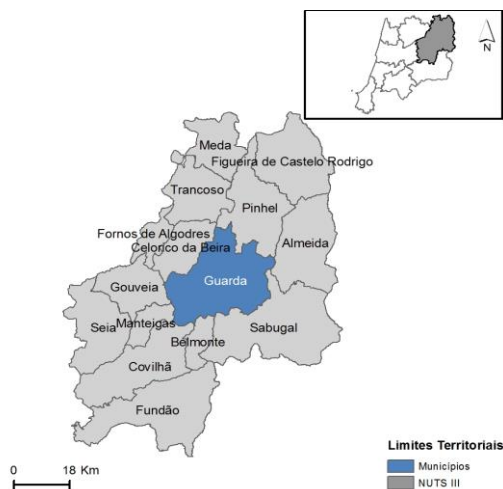 N
Meda
Figueira de Castelo Rodrigo
Trancoso
Pinhel
Fornos de Algodres
Celorico da Beira
Almeida
Guarda
Gouveia
Seia
Manteigas
Sabugal
Belmonte
Covilhã
Fundão
Limites Territoriais
Municípios
NUTS III
0 18 Km